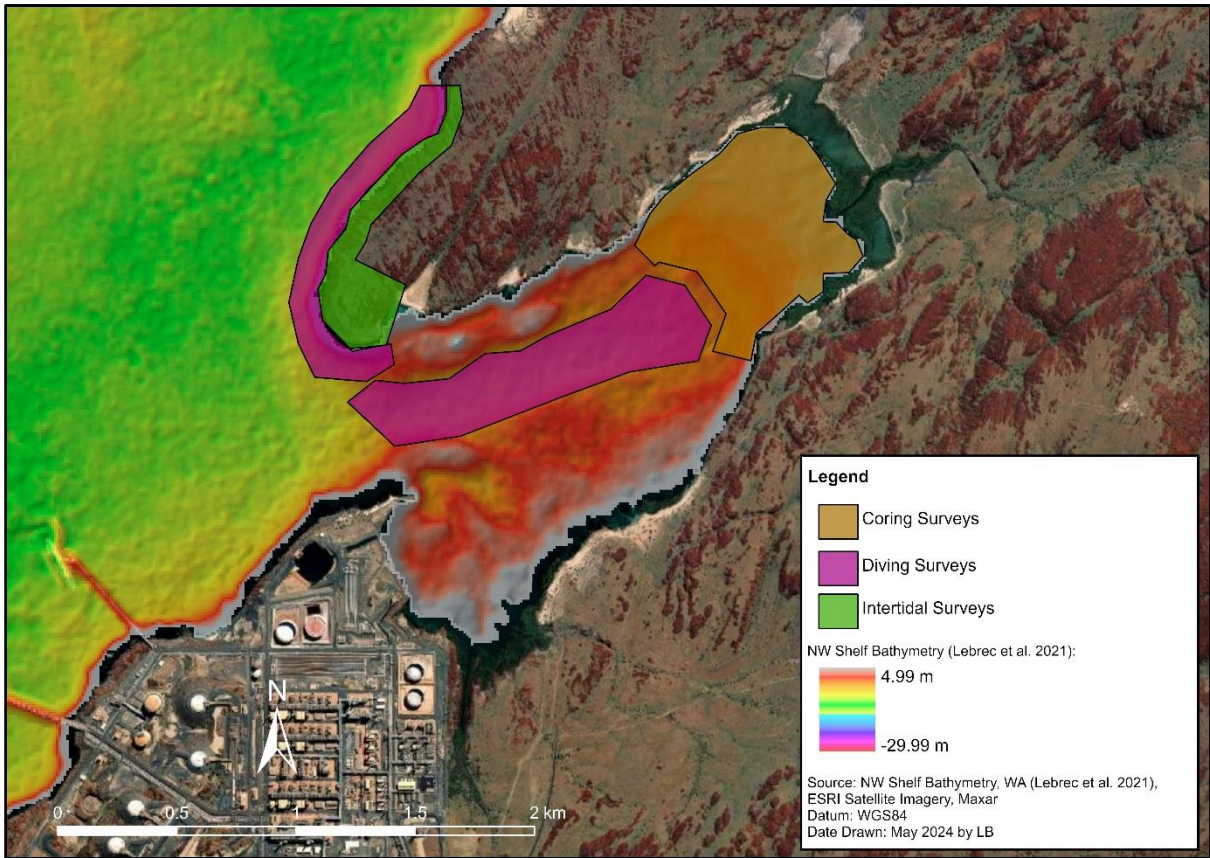 Legend
Coring Surveys
Diving Surveys
Intertidal Surveys
NW Shelf Bathymetry (Lebrec et al. 2021):
4.99 m
-29.99 m
Source: NW Shelf Bathymetry, WA (Lebrec et al. 2021),
ESRI Satellite Imagery, Maxar
Datum: WGS84
Date Drawn: May 2024 by LB
N
0 0.5 1 2 km